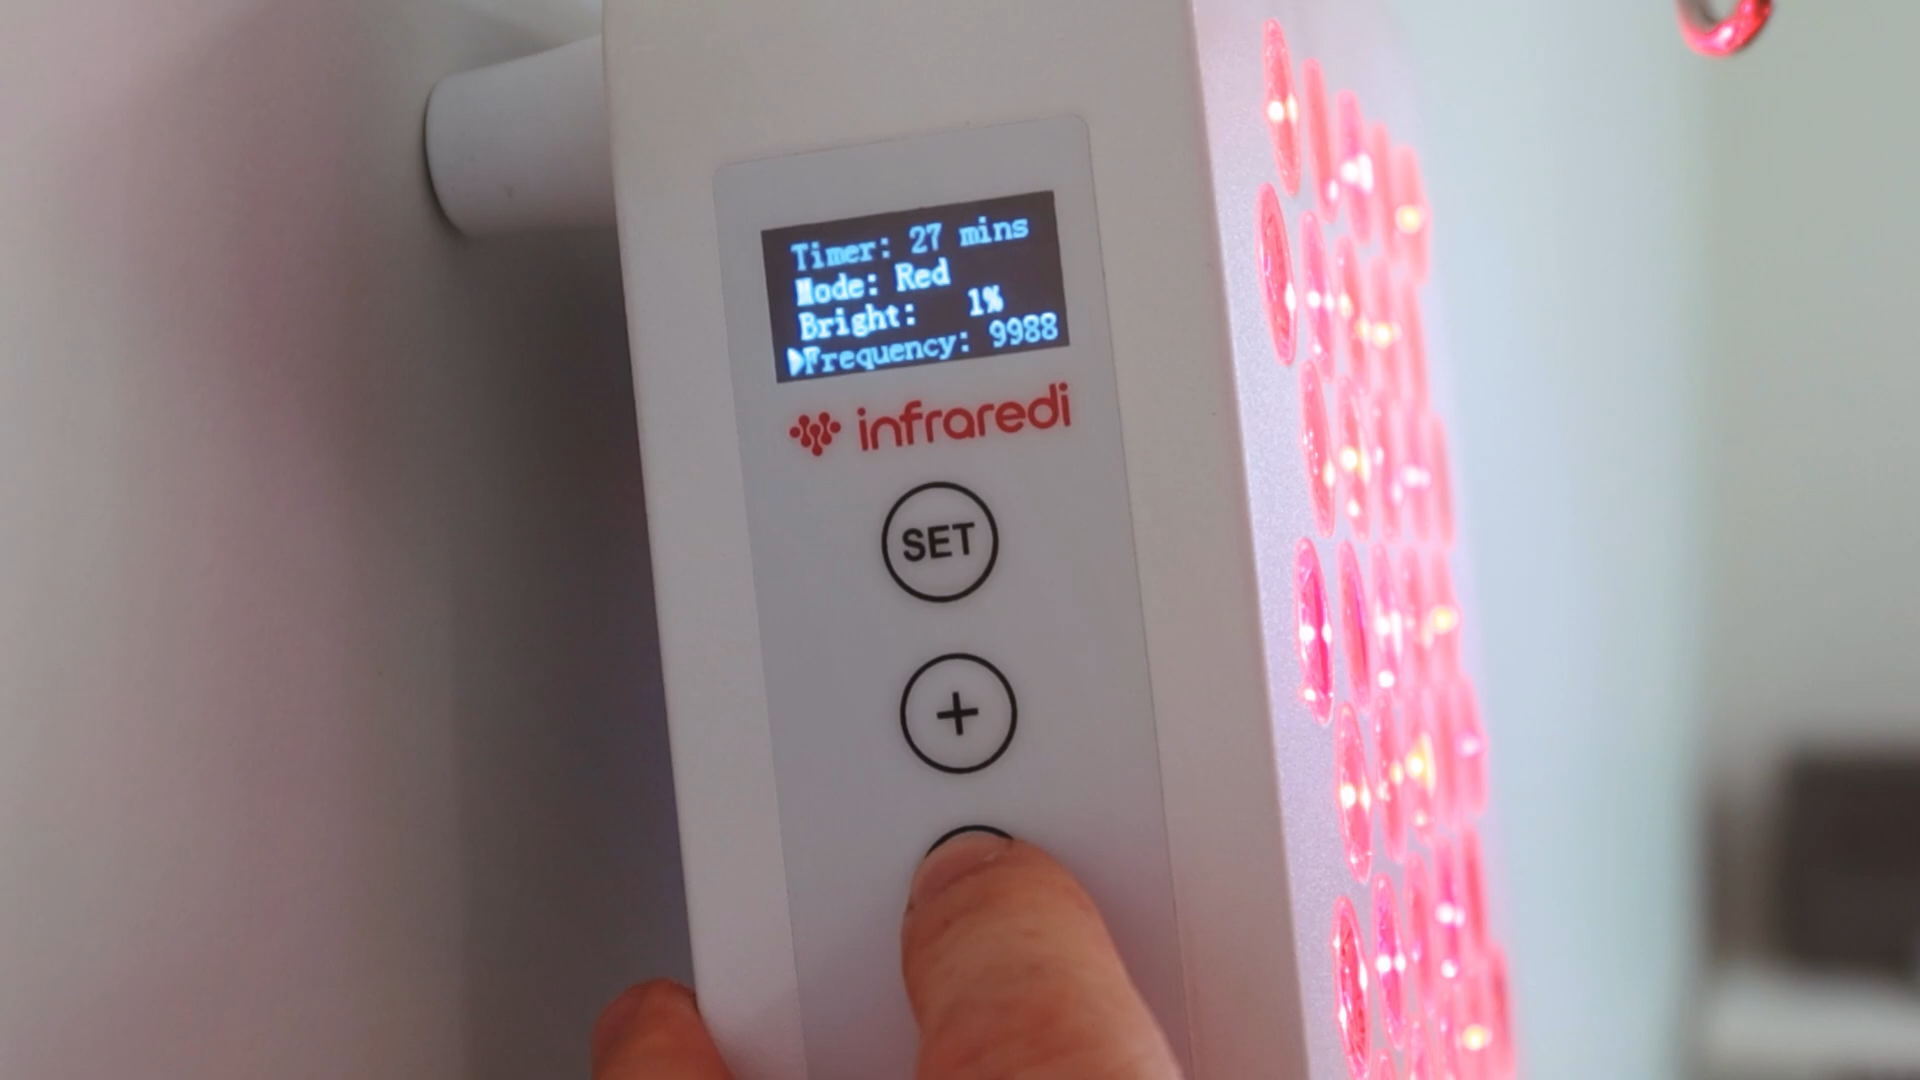 Timer: 27 mins
Mode: Red
Bright: 1%
Frequency: 9988
infraredi
SET
+